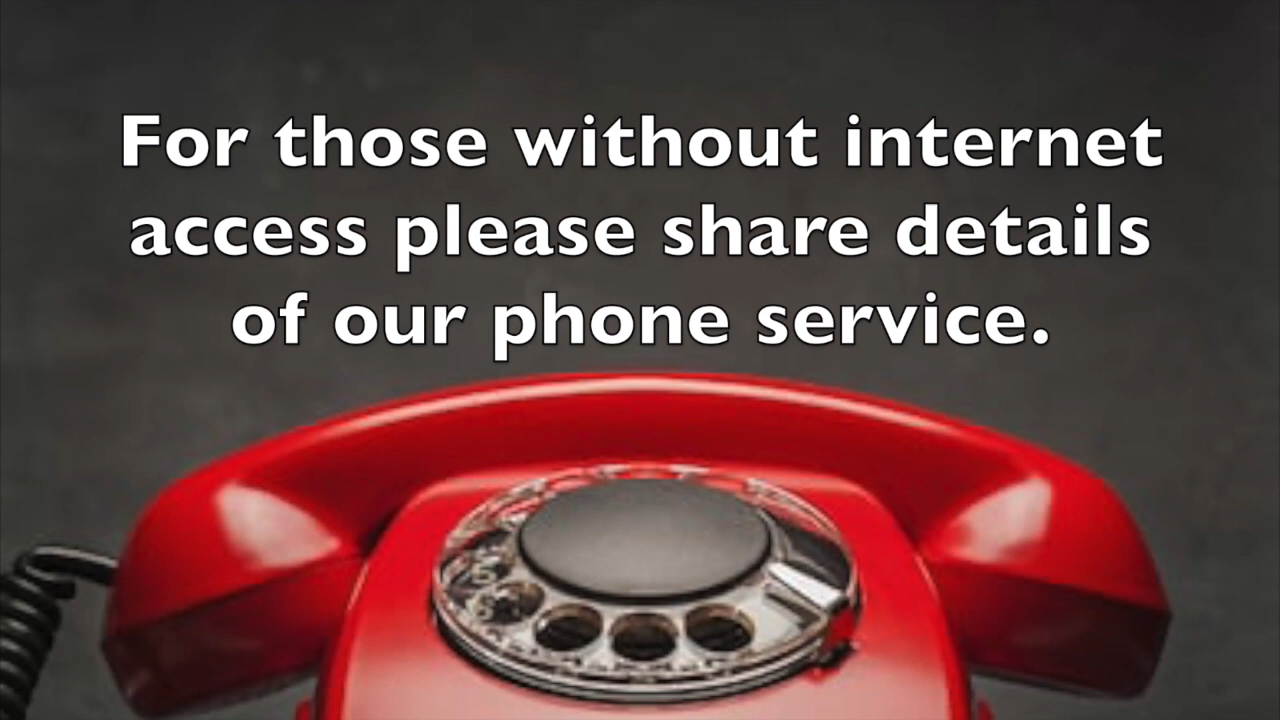 For those without internet
access please share details
of our phone service.